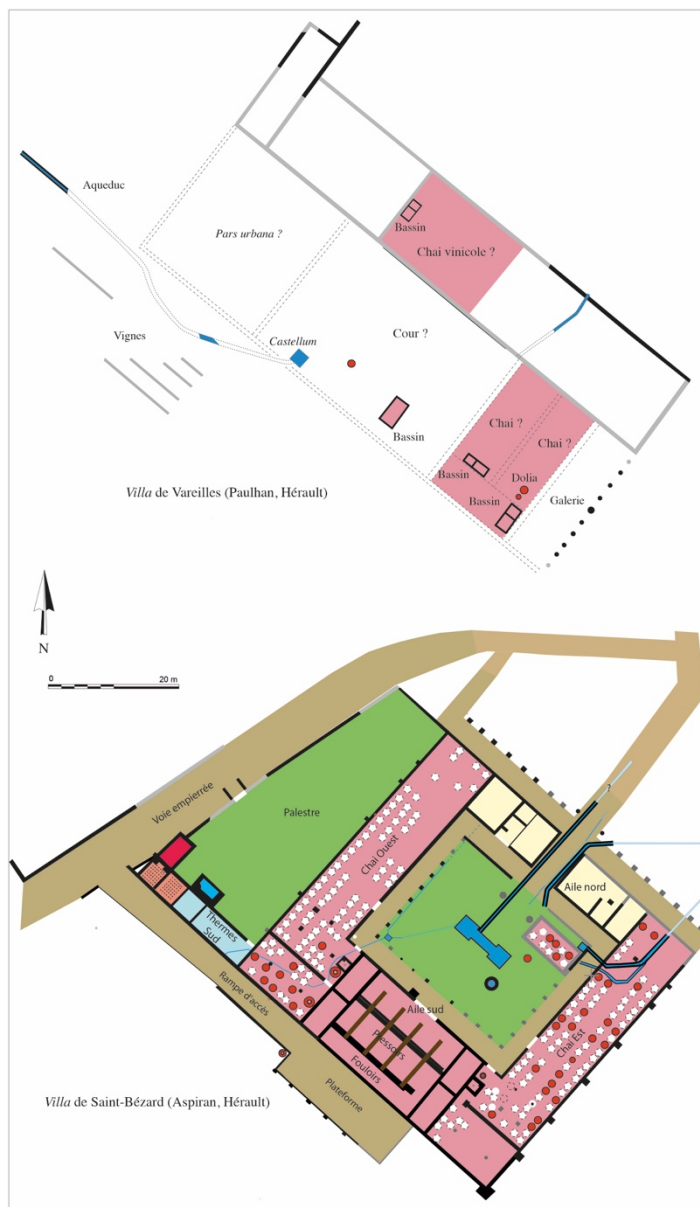 Aqueduc
Pars urbana ?
Bassin
Chai vinicole ?
Vignes
Castellum
Cour ?
Bassin
Chai ?
Chai ?
Bassin
Dolia
Bassin
Galerie
Villa de Vareilles (Paulhan, Hérault)
N
0
20 m
?
Voie empierrée
Palestre
Chai Ouest
Aile nord
Thermes
Sud
Rampe d'accès
Aile sud
Pressoirs
Fouloirs
Chai Est
Plateforme
Villa de Saint-Bézard (Aspiran, Hérault)